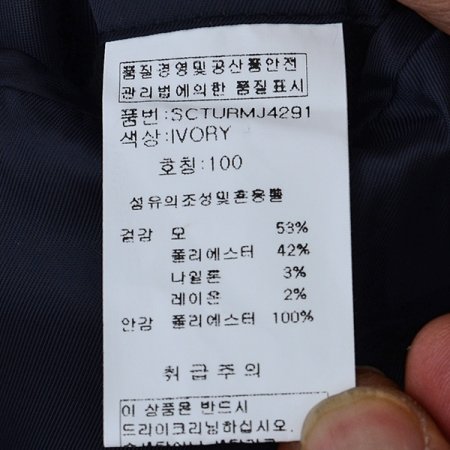 품질경영및공산품안전
관리법에의한 품질표시
품번:SCTURMJ4291
색상:IVORY
호칭:100
섬유의조성및혼용률
겉감 모 53%
폴리에스터 42%
나일론 3%
레이온 2%
안감 폴리에스터 100%
취급주의
이 상품은 반드시
드라이크리닝하십시오.